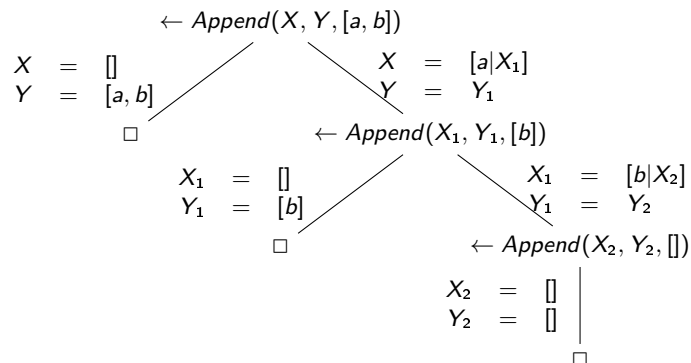 ← Append(X, Y, [a, b])
X = []
Y = [a, b]
X = [a|X₁]
Y = Y₁
□
← Append(X₁, Y₁, [b])
X₁ = []
Y₁ = [b]
X₁ = [b|X₂]
Y₁ = Y₂
□
← Append(X₂, Y₂, [])
X₂ = []
Y₂ = []
□